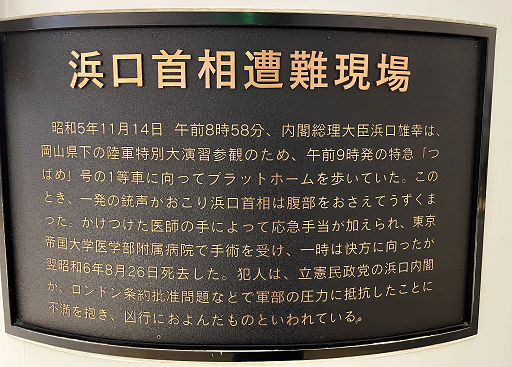 浜口首相遭難現場
昭和5年11月14日 午前8時58分、内閣総理大臣浜口雄幸は、
岡山県下の陸軍特別大演習参観のため、午前9時発の特急「つ
ばめ」号の1等車に向ってプラットホームを歩いていた。この
とき、一発の銃声がおこり浜口首相は腹部をおさえてうずくま
った。かけつけた医師の手によって応急手当が加えられ、東京
帝国大学医学部附属病院で手術を受け、一時は快方に向ったが
翌昭和6年8月26日死去した。犯人は、立憲民政党の浜口内閣
が、ロンドン条約批准問題などで軍部の圧力に抵抗したことに
不満を抱き、凶行におよんだものといわれている。